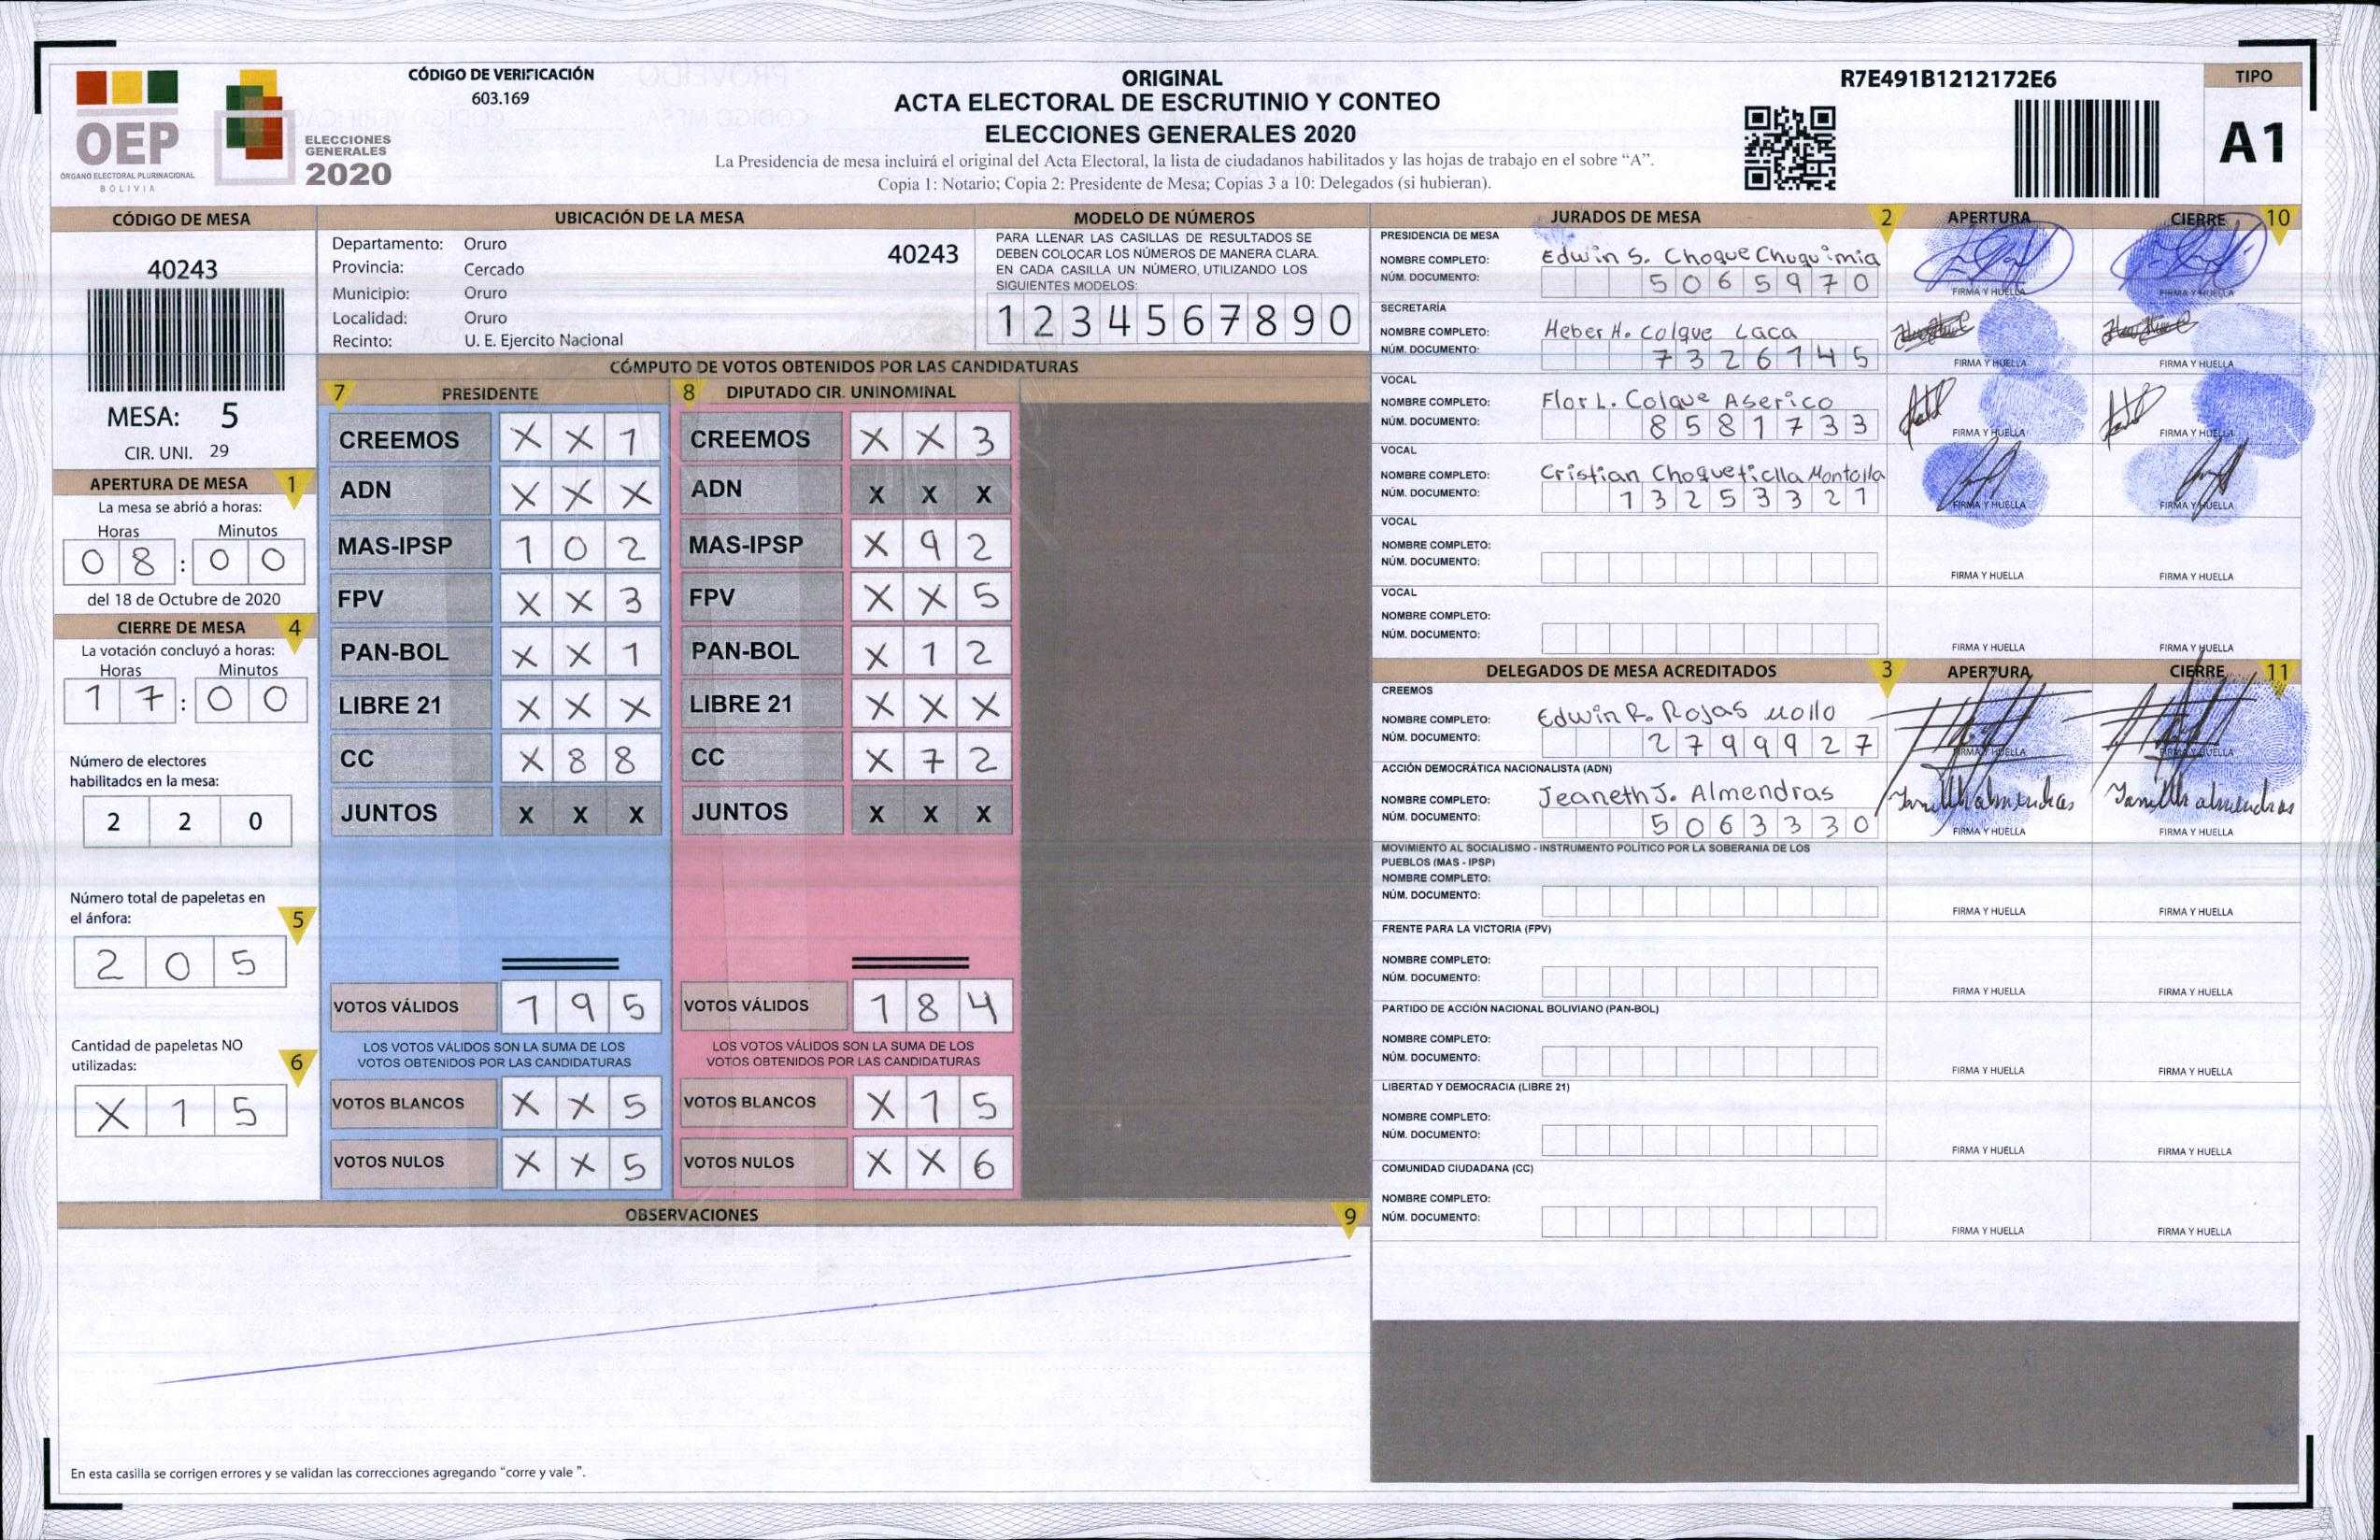 CÓDIGO DE VERIFICACIÓN
603.169
OEP
ÓRGANO ELECTORAL PLURINACIONAL
BOLIVIA
ELECCIONES
GENERALES
2020
ORIGINAL
ACTA ELECTORAL DE ESCRUTINIO Y CONTEO
ELECCIONES GENERALES 2020
La Presidencia de mesa incluirá el original del Acta Electoral, la lista de ciudadanos habilitados y las hojas de trabajo en el sobre “A”.
Copia 1: Notario; Copia 2: Presidente de Mesa; Copias 3 a 10: Delegados (si hubieran).
R7E491B1212172E6
TIPO
A1
CÓDIGO DE MESA
40243
MESA: 5
CIR. UNI. 29
APERTURA DE MESA 1
La mesa se abrió a horas:
Horas Minutos
0 8 : 0 0
del 18 de Octubre de 2020
CIERRE DE MESA 4
La votación concluyó a horas:
Horas Minutos
1 7 : 0 0
Número de electores
habilitados en la mesa:
2 2 0
Número total de papeletas en
el ánfora: 5
2 0 5
Cantidad de papeletas NO
utilizadas: 6
X 1 5
UBICACIÓN DE LA MESA
Departamento: Oruro 40243
Provincia: Cercado
Municipio: Oruro
Localidad: Oruro
Recinto: U. E. Ejercito Nacional
MODELO DE NÚMEROS
PARA LLENAR LAS CASILLAS DE RESULTADOS SE
DEBEN COLOCAR LOS NÚMEROS DE MANERA CLARA.
EN CADA CASILLA UN NÚMERO, UTILIZANDO LOS
SIGUIENTES MODELOS:
1 2 3 4 5 6 7 8 9 0
CÓMPUTO DE VOTOS OBTENIDOS POR LAS CANDIDATURAS
7 PRESIDENTE 8 DIPUTADO CIR. UNINOMINAL
CREEMOS X X 1 CREEMOS X X 3
ADN X X X ADN X X X
MAS-IPSP 1 0 2 MAS-IPSP X 9 2
FPV X X 3 FPV X X 5
PAN-BOL X X 1 PAN-BOL X 1 2
LIBRE 21 X X X LIBRE 21 X X X
CC X 8 8 CC X 7 2
JUNTOS X X X JUNTOS X X X
VOTOS VÁLIDOS 1 9 5 VOTOS VÁLIDOS 1 8 4
LOS VOTOS VÁLIDOS SON LA SUMA DE LOS LOS VOTOS VÁLIDOS SON LA SUMA DE LOS
VOTOS OBTENIDOS POR LAS CANDIDATURAS VOTOS OBTENIDOS POR LAS CANDIDATURAS
VOTOS BLANCOS X X 5 VOTOS BLANCOS X 1 5
VOTOS NULOS X X 5 VOTOS NULOS X X 6
OBSERVACIONES 9
En esta casilla se corrigen errores y se validan las correcciones agregando “corre y vale ”.
JURADOS DE MESA 2 APERTURA CIERRE 10
PRESIDENCIA DE MESA
NOMBRE COMPLETO: Edwin S. Choque Chuquimia
NÚM. DOCUMENTO: 5 0 6 5 9 7 0
FIRMA Y HUELLA FIRMA Y HUELLA
SECRETARÍA
NOMBRE COMPLETO: Heber H. Colque Laca
NÚM. DOCUMENTO: 7 3 2 6 1 4 5
FIRMA Y HUELLA FIRMA Y HUELLA
VOCAL
NOMBRE COMPLETO: Flor L. Colque Aserico
NÚM. DOCUMENTO: 8 5 8 1 7 3 3
FIRMA Y HUELLA FIRMA Y HUELLA
VOCAL
NOMBRE COMPLETO: Cristian Choqueticlla
NÚM. DOCUMENTO: 1 3 2 5 3 3 2 1
FIRMA Y HUELLA FIRMA Y HUELLA
VOCAL
NOMBRE COMPLETO:
NÚM. DOCUMENTO:
FIRMA Y HUELLA FIRMA Y HUELLA
VOCAL
NOMBRE COMPLETO:
NÚM. DOCUMENTO:
FIRMA Y HUELLA FIRMA Y HUELLA
DELEGADOS DE MESA ACREDITADOS 3 APERTURA CIERRE 11
CREEMOS
NOMBRE COMPLETO: Edwin R. Rojas Mollo
NÚM. DOCUMENTO: 2 7 9 9 9 2 7
FIRMA Y HUELLA FIRMA Y HUELLA
ACCIÓN DEMOCRÁTICA NACIONALISTA (ADN)
NOMBRE COMPLETO: Jeaneth J. Almendras
NÚM. DOCUMENTO: 5 0 6 3 3 3 0
FIRMA Y HUELLA FIRMA Y HUELLA
MOVIMIENTO AL SOCIALISMO - INSTRUMENTO POLÍTICO POR LA SOBERANIA DE LOS
PUEBLOS (MAS - IPSP)
NOMBRE COMPLETO:
NÚM. DOCUMENTO:
FIRMA Y HUELLA FIRMA Y HUELLA
FRENTE PARA LA VICTORIA (FPV)
NOMBRE COMPLETO:
NÚM. DOCUMENTO:
FIRMA Y HUELLA FIRMA Y HUELLA
PARTIDO DE ACCIÓN NACIONAL BOLIVIANO (PAN-BOL)
NOMBRE COMPLETO:
NÚM. DOCUMENTO:
FIRMA Y HUELLA FIRMA Y HUELLA
LIBERTAD Y DEMOCRACIA (LIBRE 21)
NOMBRE COMPLETO:
NÚM. DOCUMENTO:
FIRMA Y HUELLA FIRMA Y HUELLA
COMUNIDAD CIUDADANA (CC)
NOMBRE COMPLETO:
NÚM. DOCUMENTO:
FIRMA Y HUELLA FIRMA Y HUELLA